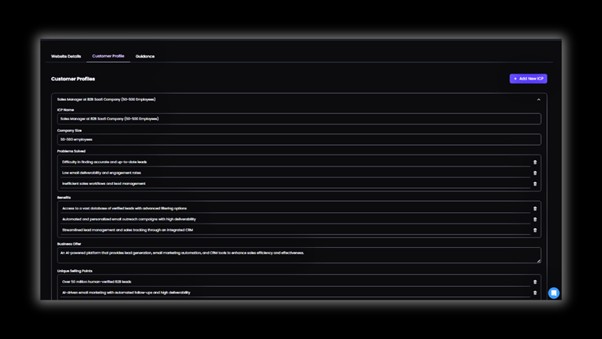 Website Details
Customer Profile
Guidance
Customer Profiles
+ Add New ICP
Sales Manager at B2B SaaS Company (50-500 Employees)
ICP Name
Sales Manager at B2B SaaS Company (50-500 Employees)
Company Size
50-500 employees
Problems Solved
Difficulty in finding accurate and up-to-date leads
Low email deliverability and engagement rates
Inefficient sales workflows and lead management
Benefits
Access to a vast database of verified leads with advanced filtering options
Automated and personalized email outreach campaigns with high deliverability
Streamlined lead management and sales tracking through an integrated CRM
Business Offer
An AI-powered platform that provides lead generation, email marketing automation, and CRM tools to enhance sales efficiency and effectiveness.
Unique Selling Points
Over 50 million human-verified B2B leads
AI-driven email marketing with automated follow-ups and high deliverability